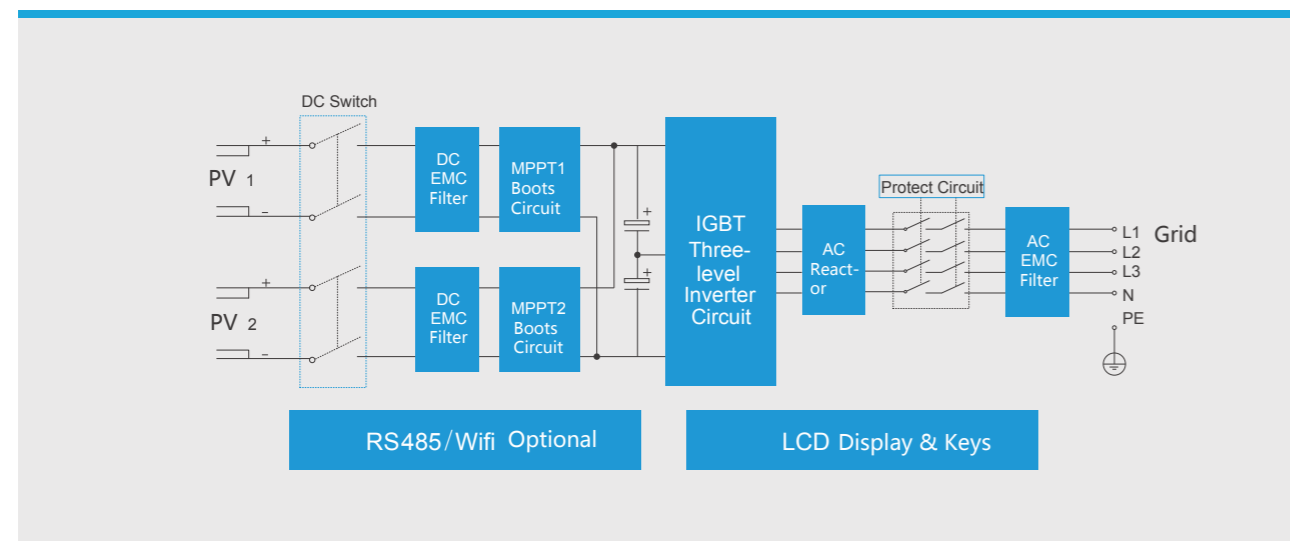 DC Switch
+
PV 1
−
DC
EMC
Filter
MPPT1
Boots
Circuit
+
PV 2
−
DC
EMC
Filter
MPPT2
Boots
Circuit
+
+
IGBT
Three-
level
Inverter
Circuit
AC
React-
or
Protect Circuit
AC
EMC
Filter
L1 Grid
L2
L3
N
PE
RS485/Wifi Optional
LCD Display & Keys